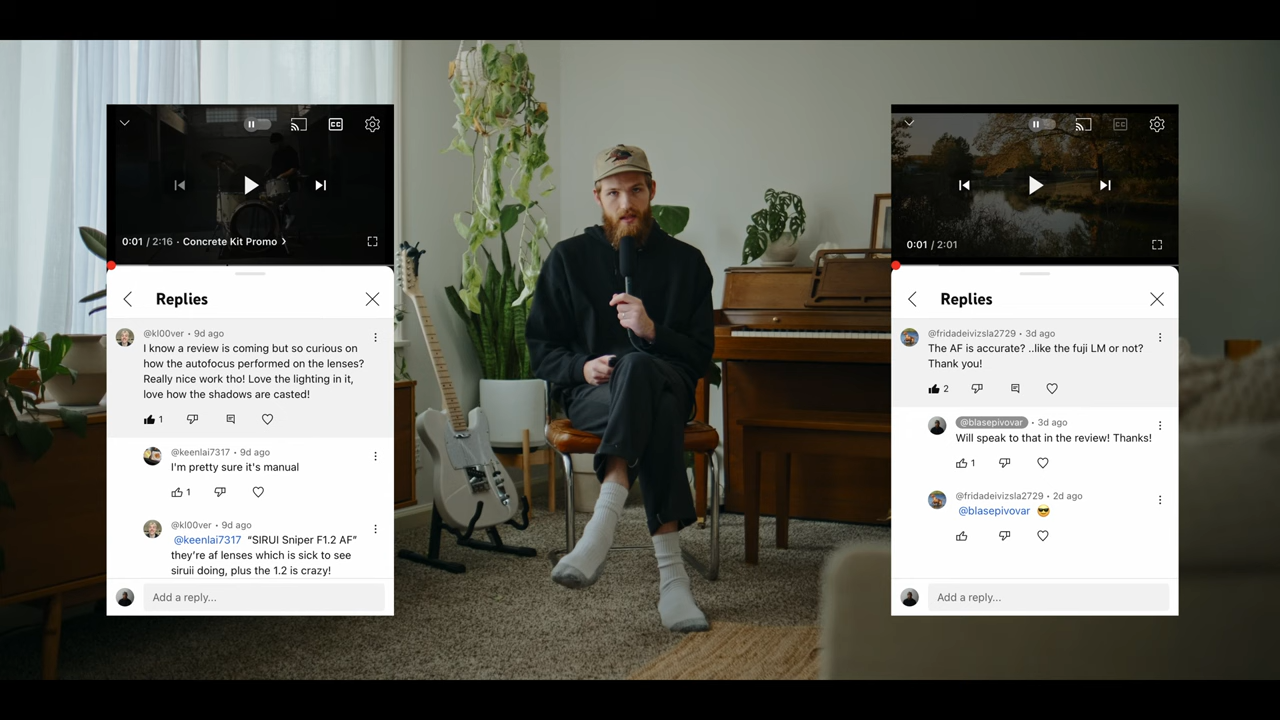 0:01 / 2:16 · Concrete Kit Promo
Replies
@kl00ver • 9d ago
I know a review is coming but so curious on
how the autofocus performed on the lenses?
Really nice work tho! Love the lighting in it,
love how the shadows are casted!
1
@keenlai7317 • 9d ago
I'm pretty sure it's manual
1
@kl00ver • 9d ago
@keenlai7317 “SIRUI Sniper F1.2 AF”
they're af lenses which is sick to see
siruii doing, plus the 1.2 is crazy!
Add a reply...
CC
0:01 / 2:01
Replies
@fridadeivizsla2729 • 3d ago
The AF is accurate? ..like the fuji LM or not?
Thank you!
2
@blasepivovar • 3d ago
Will speak to that in the review! Thanks!
1
@fridadeivizsla2729 • 2d ago
@blasepivovar 😎
Add a reply...
CC